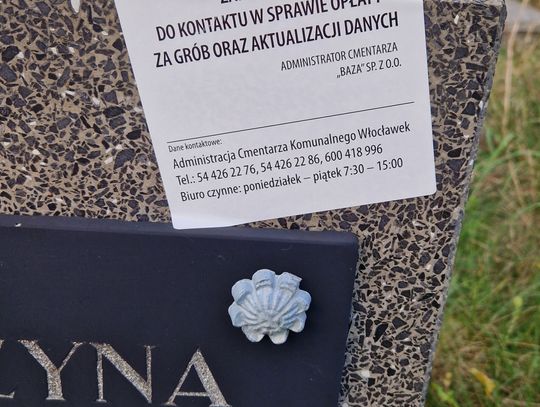 DO KONTAKTU W SPRAWIE OPŁATY
ZA GRÓB ORAZ AKTUALIZACJI DANYCH
ADMINISTRATOR CMENTARZA
„BAZA” SP. Z O.O.
Dane kontaktowe:
Administracja Cmentarza Komunalnego Włocławek
Tel.: 54 426 22 76, 54 426 22 86, 600 418 996
Biuro czynne: poniedziałek – piątek 7:30 – 15:00
ZYNA